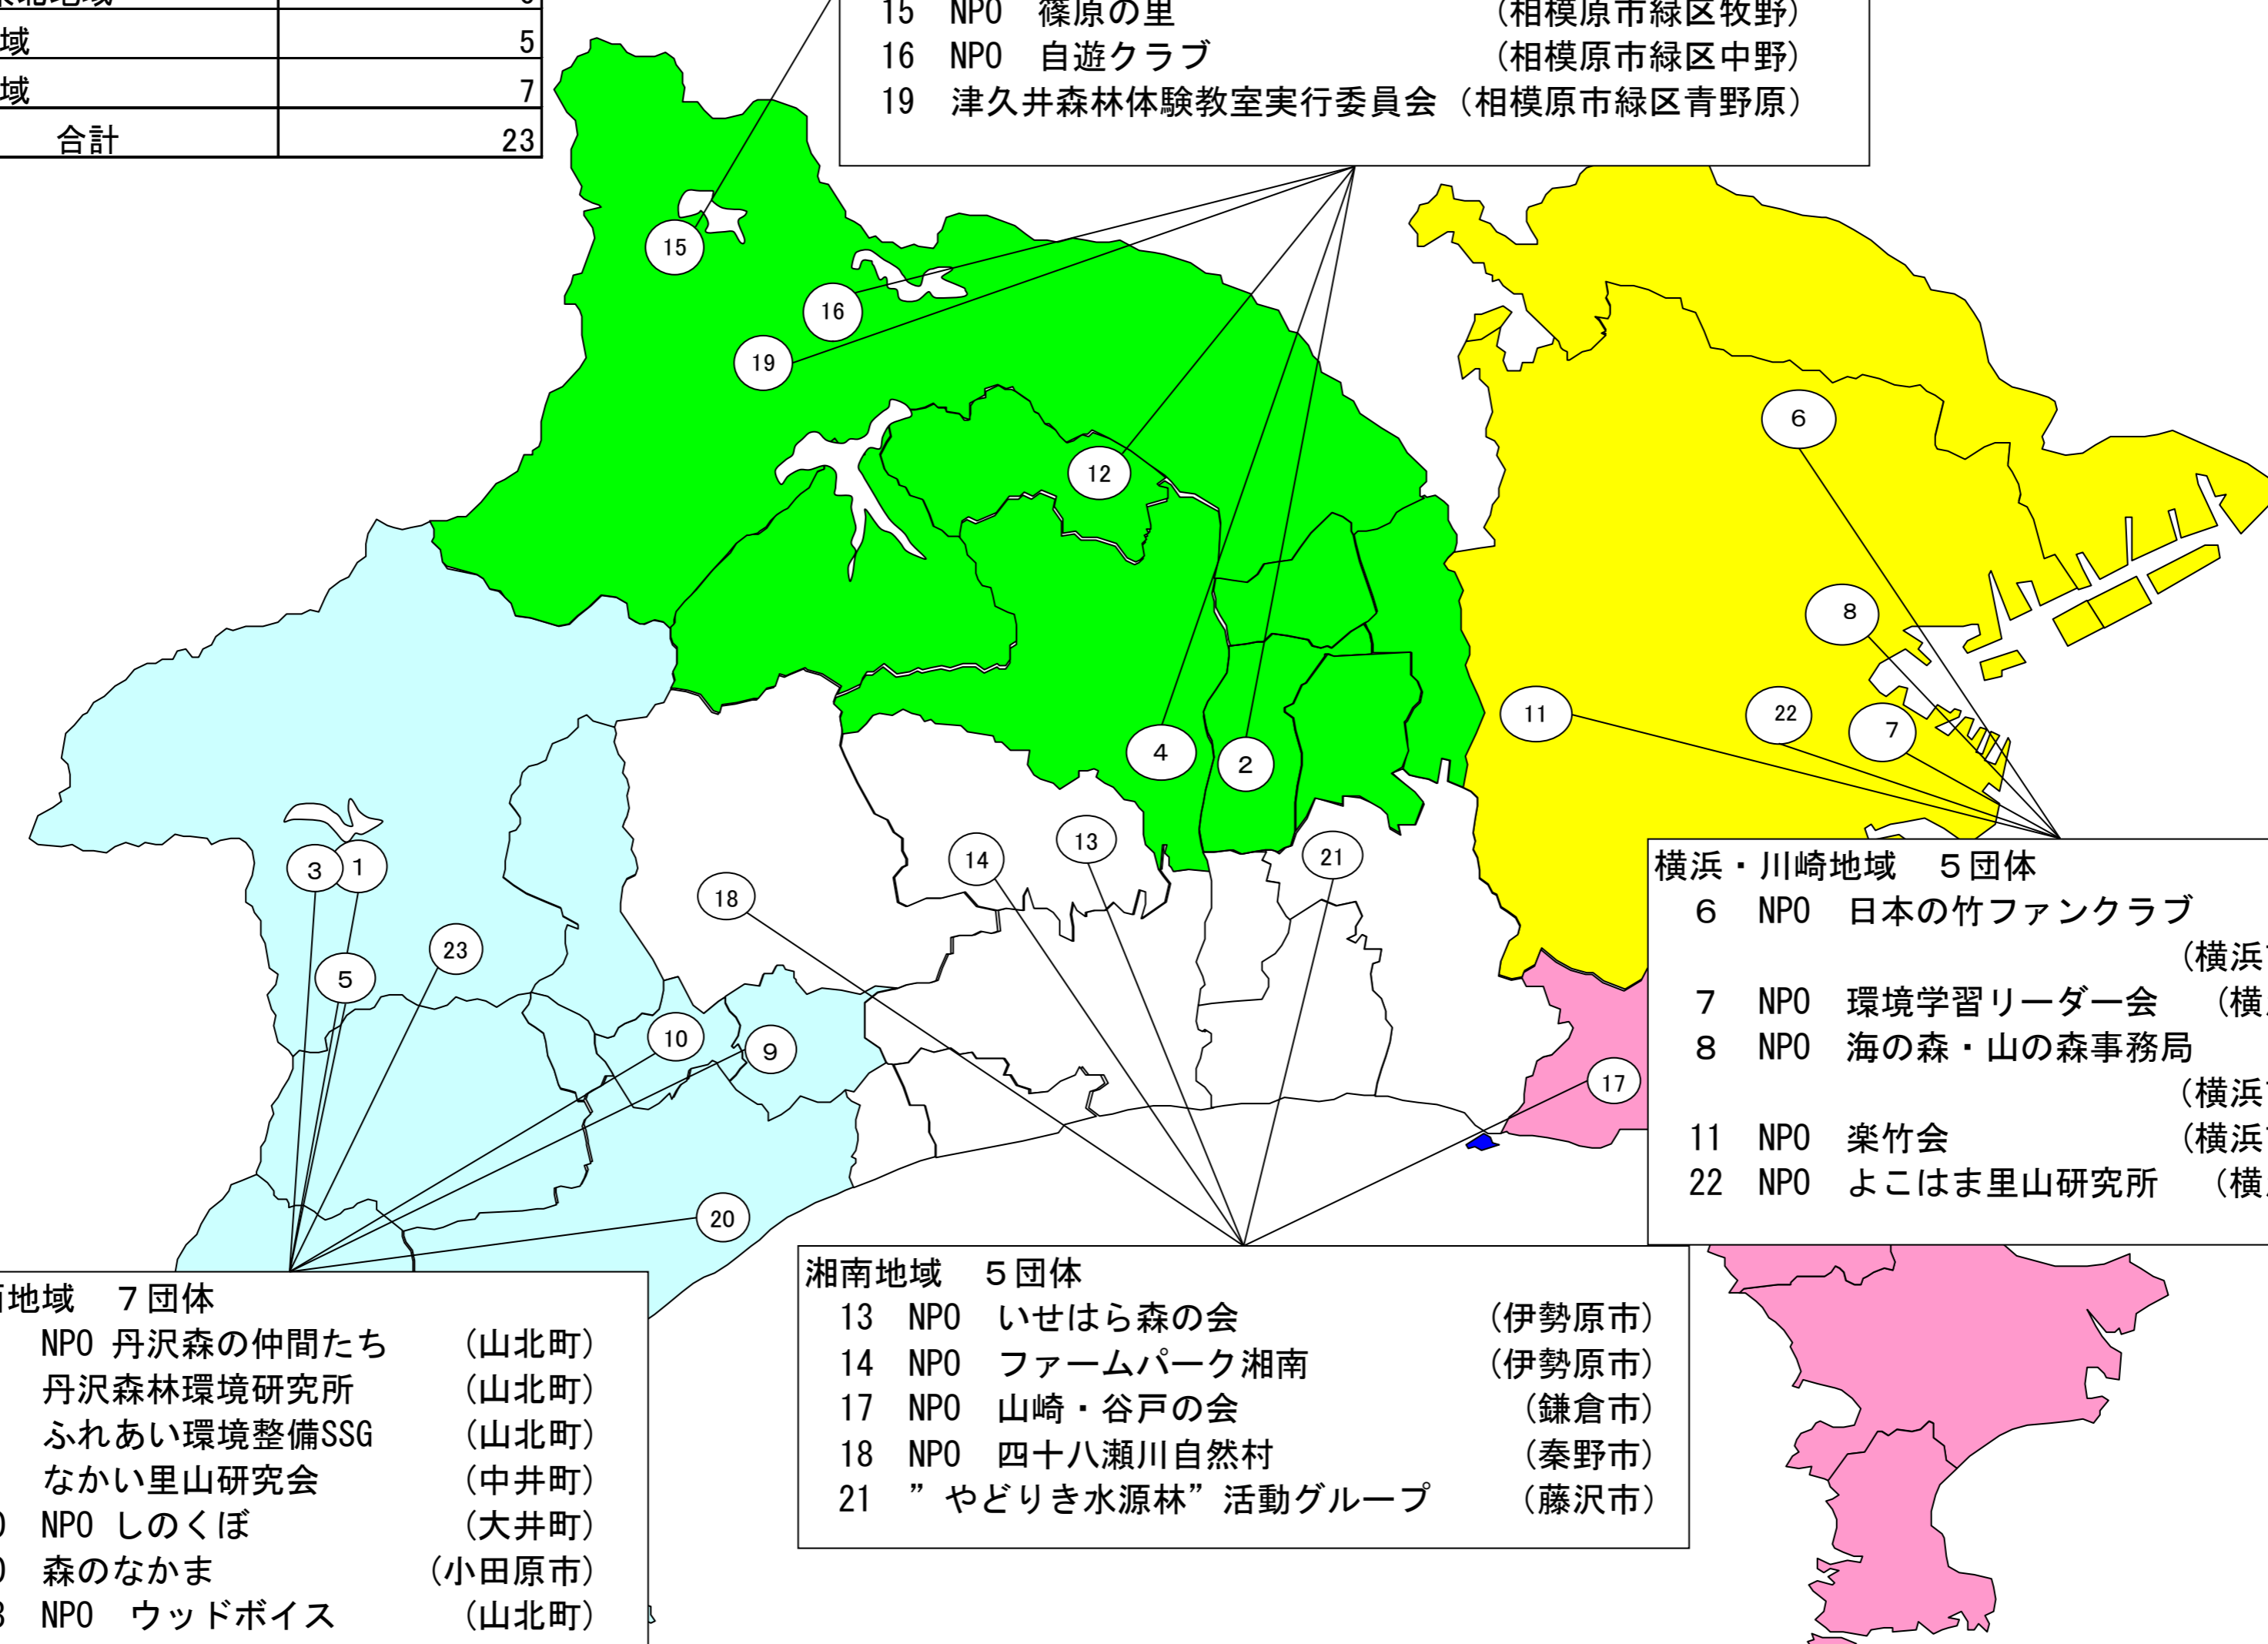 域 5
域 7
合計 23
15 NPO 篠原の里 (相模原市緑区牧野)
16 NPO 自遊クラブ (相模原市緑区中野)
19 津久井森林体験教室実行委員会 (相模原市緑区青野原)
15
16
19
12
6
8
11
22
7
4
2
3
1
14
13
21
18
23
5
10
9
17
20
横浜・川崎地域 5団体
6 NPO 日本の竹ファンクラブ
(横浜
7 NPO 環境学習リーダー会 (横
8 NPO 海の森・山の森事務局
(横浜
11 NPO 楽竹会 (横浜
22 NPO よこはま里山研究所 (横
湘南地域 5団体
13 NPO いせはら森の会 (伊勢原市)
14 NPO ファームパーク湘南 (伊勢原市)
17 NPO 山崎・谷戸の会 (鎌倉市)
18 NPO 四十八瀬川自然村 (秦野市)
21 ”やどりき水源林”活動グループ (藤沢市)
地域 7団体
NPO 丹沢森の仲間たち (山北町)
丹沢森林環境研究所 (山北町)
ふれあい環境整備SSG (山北町)
なかい里山研究会 (中井町)
NPO しのくぼ (大井町)
森のなかま (小田原市)
NPO ウッドボイス (山北町)